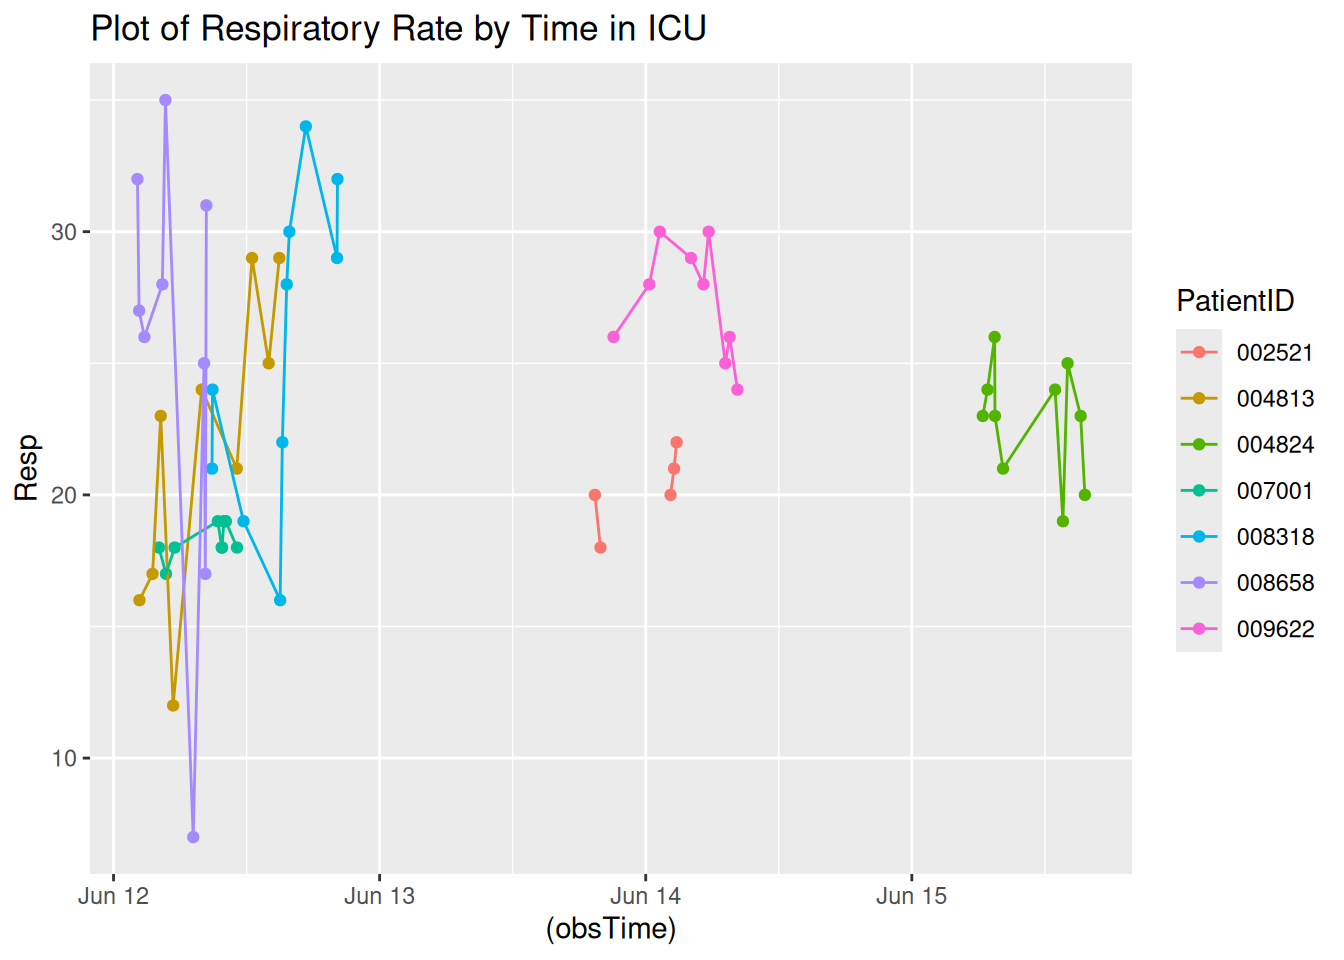 Plot of Respiratory Rate by Time in ICU
Resp
30
20
10
Jun 12
Jun 13
Jun 14
Jun 15
(obsTime)
PatientID
002521
004813
004824
007001
008318
008658
009622